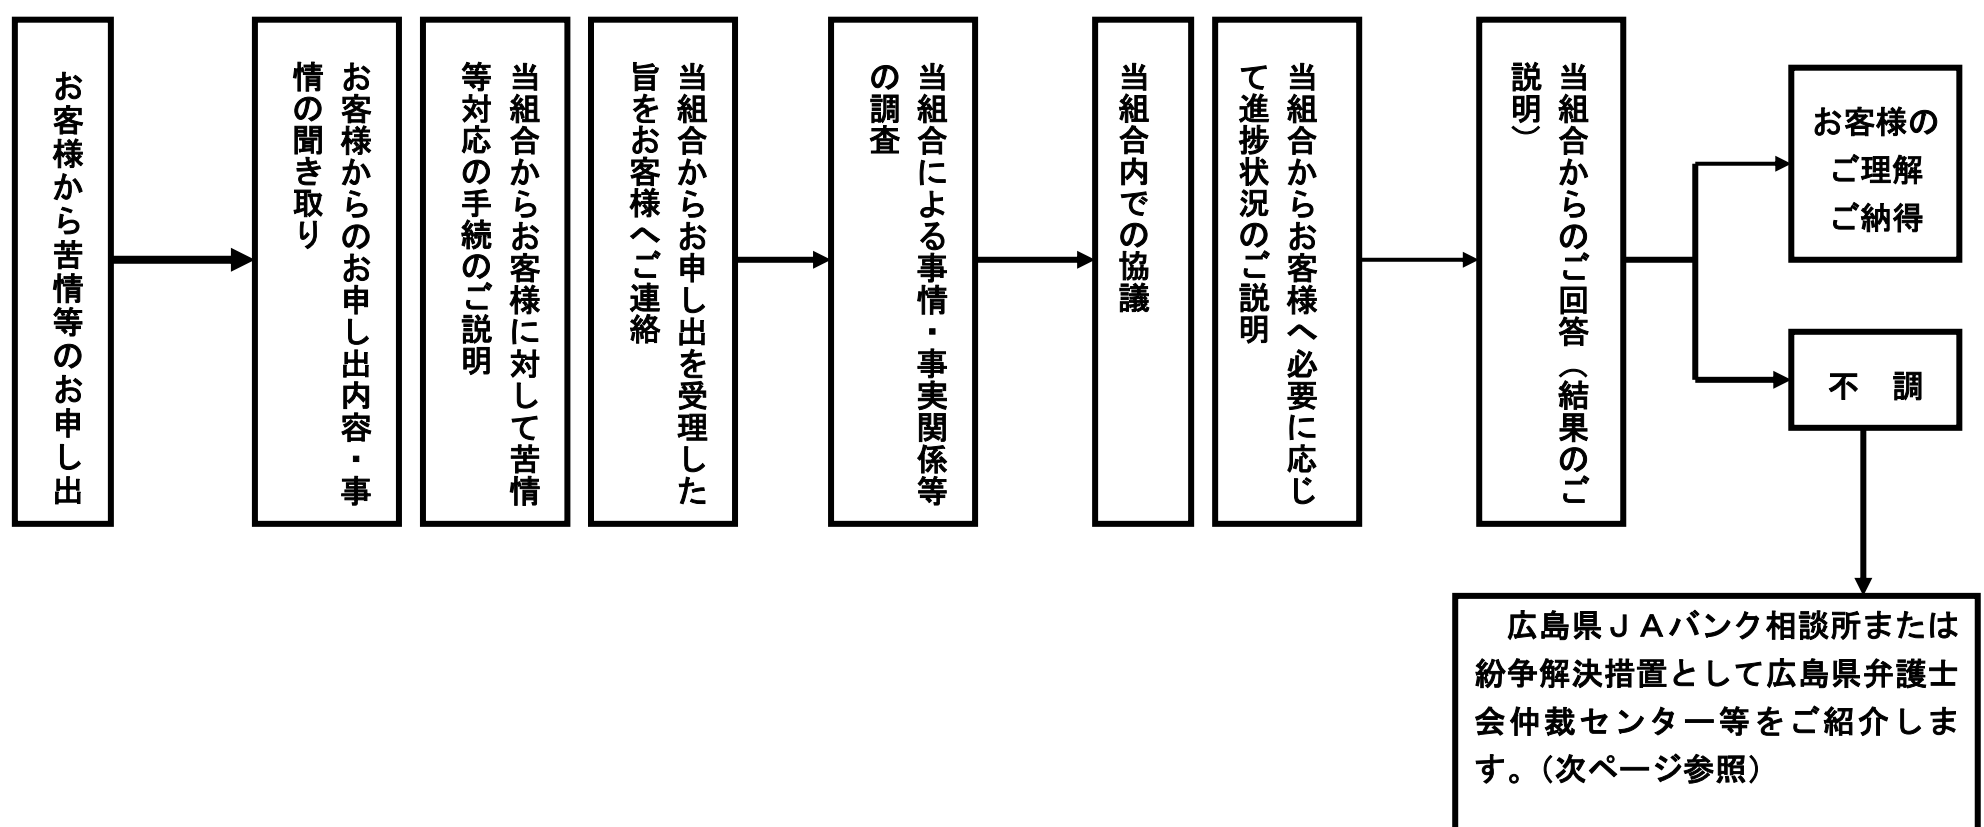 お客様から苦情等のお申し出
お客様からのお申し出内容・事
情の聞き取り
当組合からお客様に対して苦情
等対応の手続のご説明
当組合からお申し出を受理した
旨をお客様へご連絡
当組合による事情・事実関係等
の調査
当組合内での協議
当組合からお客様へ必要に応じ
て進捗状況のご説明
当組合からのご回答（結果のご
説明）
お客様の
ご理解
ご納得
不　調
広島県ＪＡバンク相談所または
紛争解決措置として広島県弁護士
会仲裁センター等をご紹介しま
す。（次ページ参照）